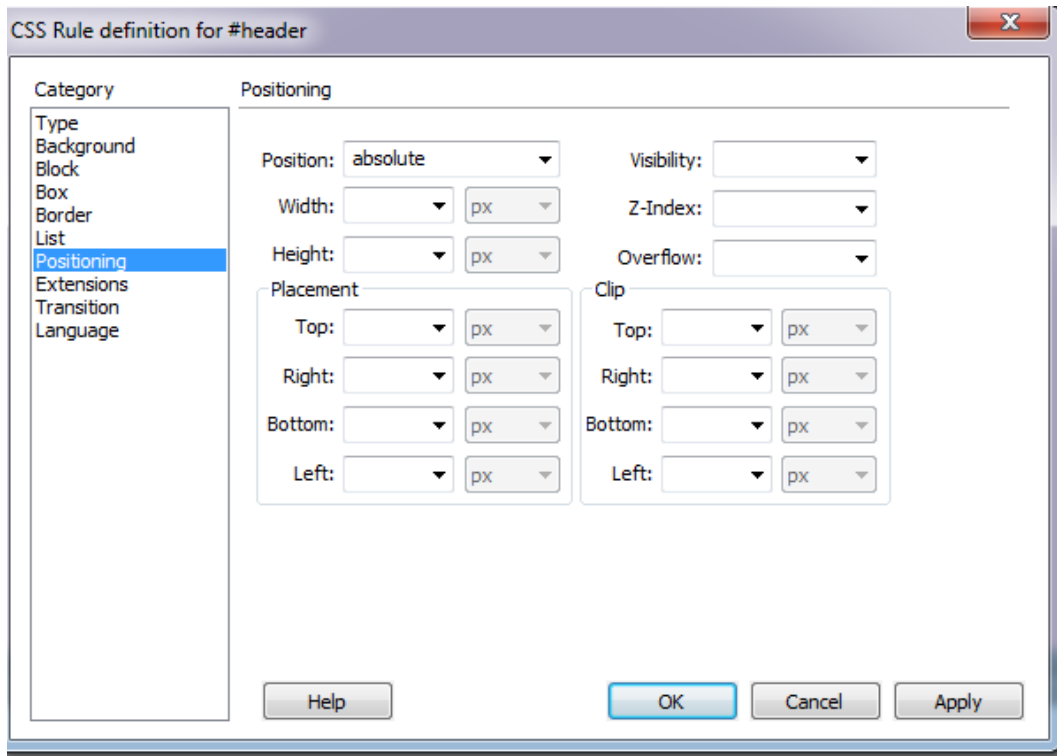 CSS Rule definition for #header
Category
Positioning
Type
Background
Block
Box
Border
List
Positioning
Extensions
Transition
Language
Position: absolute
Visibility:
Width: px
Z-Index:
Height: px
Overflow:
Placement
Top: px
Right: px
Bottom: px
Left: px
Clip
Top: px
Right: px
Bottom: px
Left: px
Help
OK
Cancel
Apply